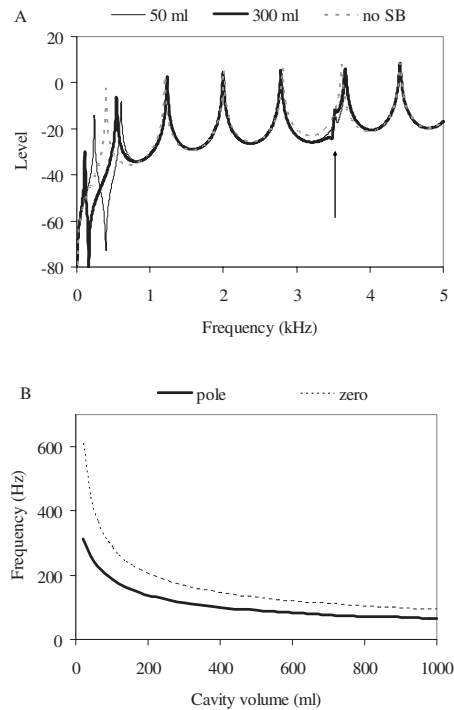 A
50 ml 300 ml no SB
20
0
-20
-40
-60
-80
Level
0 1 2 3 4 5
Frequency (kHz)
B
pole zero
600
400
200
0
Frequency (Hz)
0 200 400 600 800 1000
Cavity volume (ml)